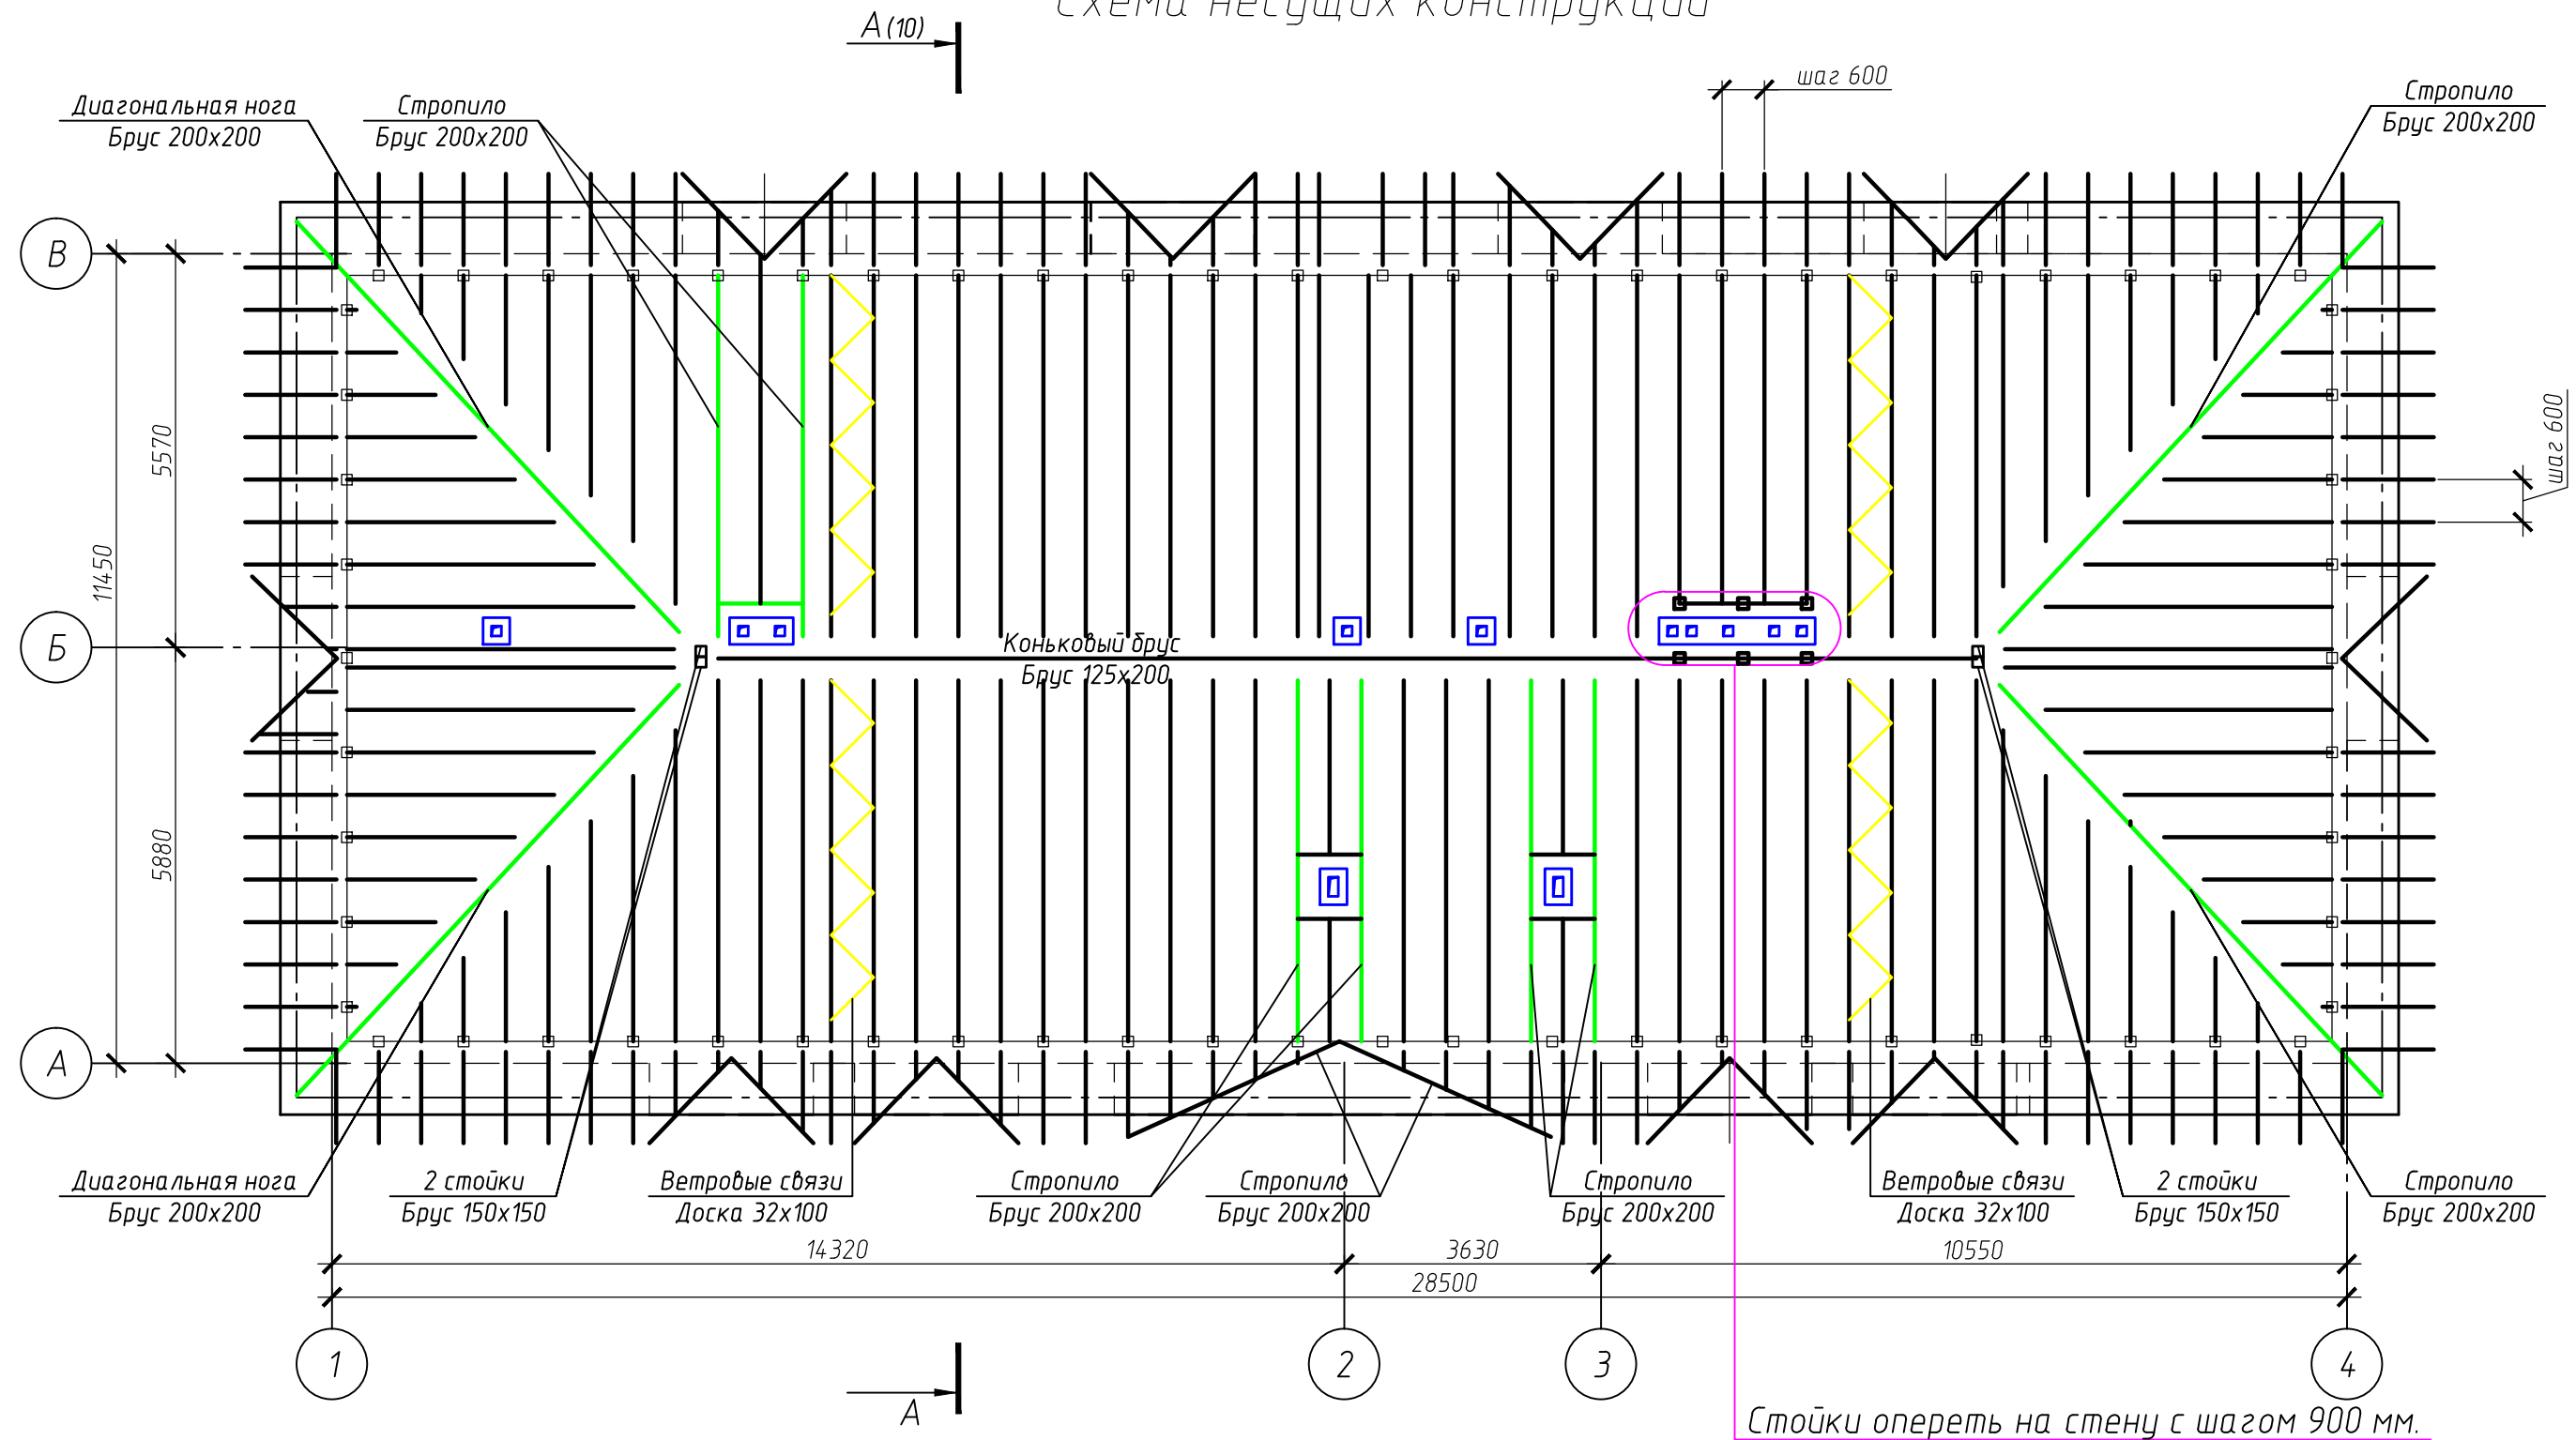 Схема несущих конструкций
А (10)
шаг 600
Диагональная нога
Брус 200х200
Стропило
Брус 200х200
Стропило
Брус 200х200
В
5570
11450
шаг 600
Б
Коньковый брус
Брус 125х200
5880
А
Диагональная нога
Брус 200х200
2 стойки
Брус 150х150
Ветровые связи
Доска 32х100
Стропило
Брус 200х200
Стропило
Брус 200х200
Стропило
Брус 200х200
Ветровые связи
Доска 32х100
2 стойки
Брус 150х150
Стропило
Брус 200х200
14320
3630
10550
28500
1
2
3
4
А
Стойки опереть на стену с шагом 900 мм.